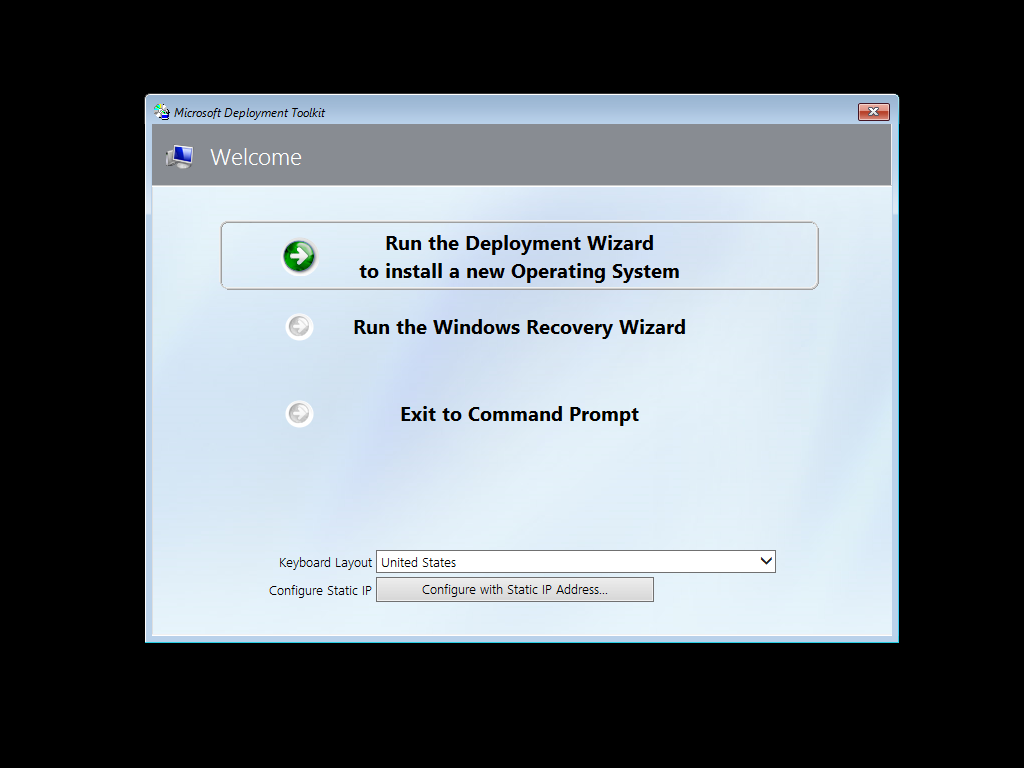 Microsoft Deployment Toolkit
Welcome
Run the Deployment Wizard
to install a new Operating System
Run the Windows Recovery Wizard
Exit to Command Prompt
Keyboard Layout United States
Configure Static IP Configure with Static IP Address...